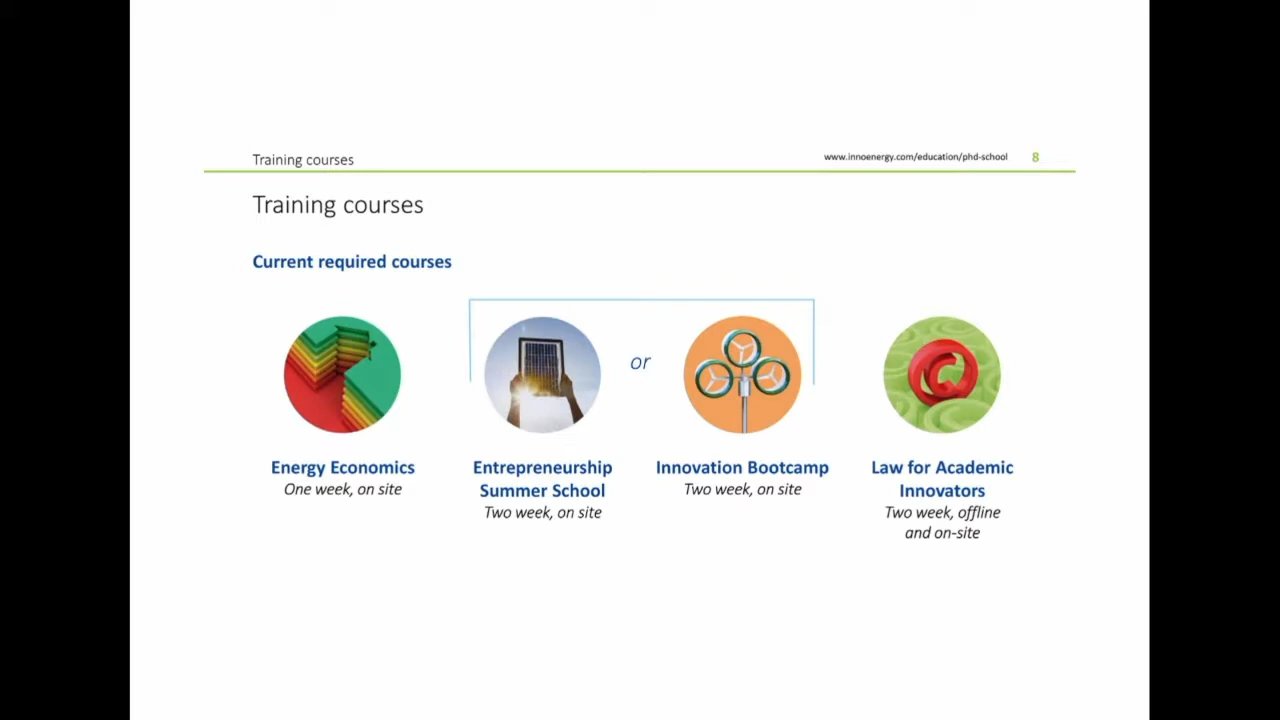 Training courses
www.innoenergy.com/education/phd-school
8
Training courses
Current required courses
or
Energy Economics
One week, on site
Entrepreneurship
Summer School
Two week, on site
Innovation Bootcamp
Two week, on site
Law for Academic
Innovators
Two week, offline
and on-site